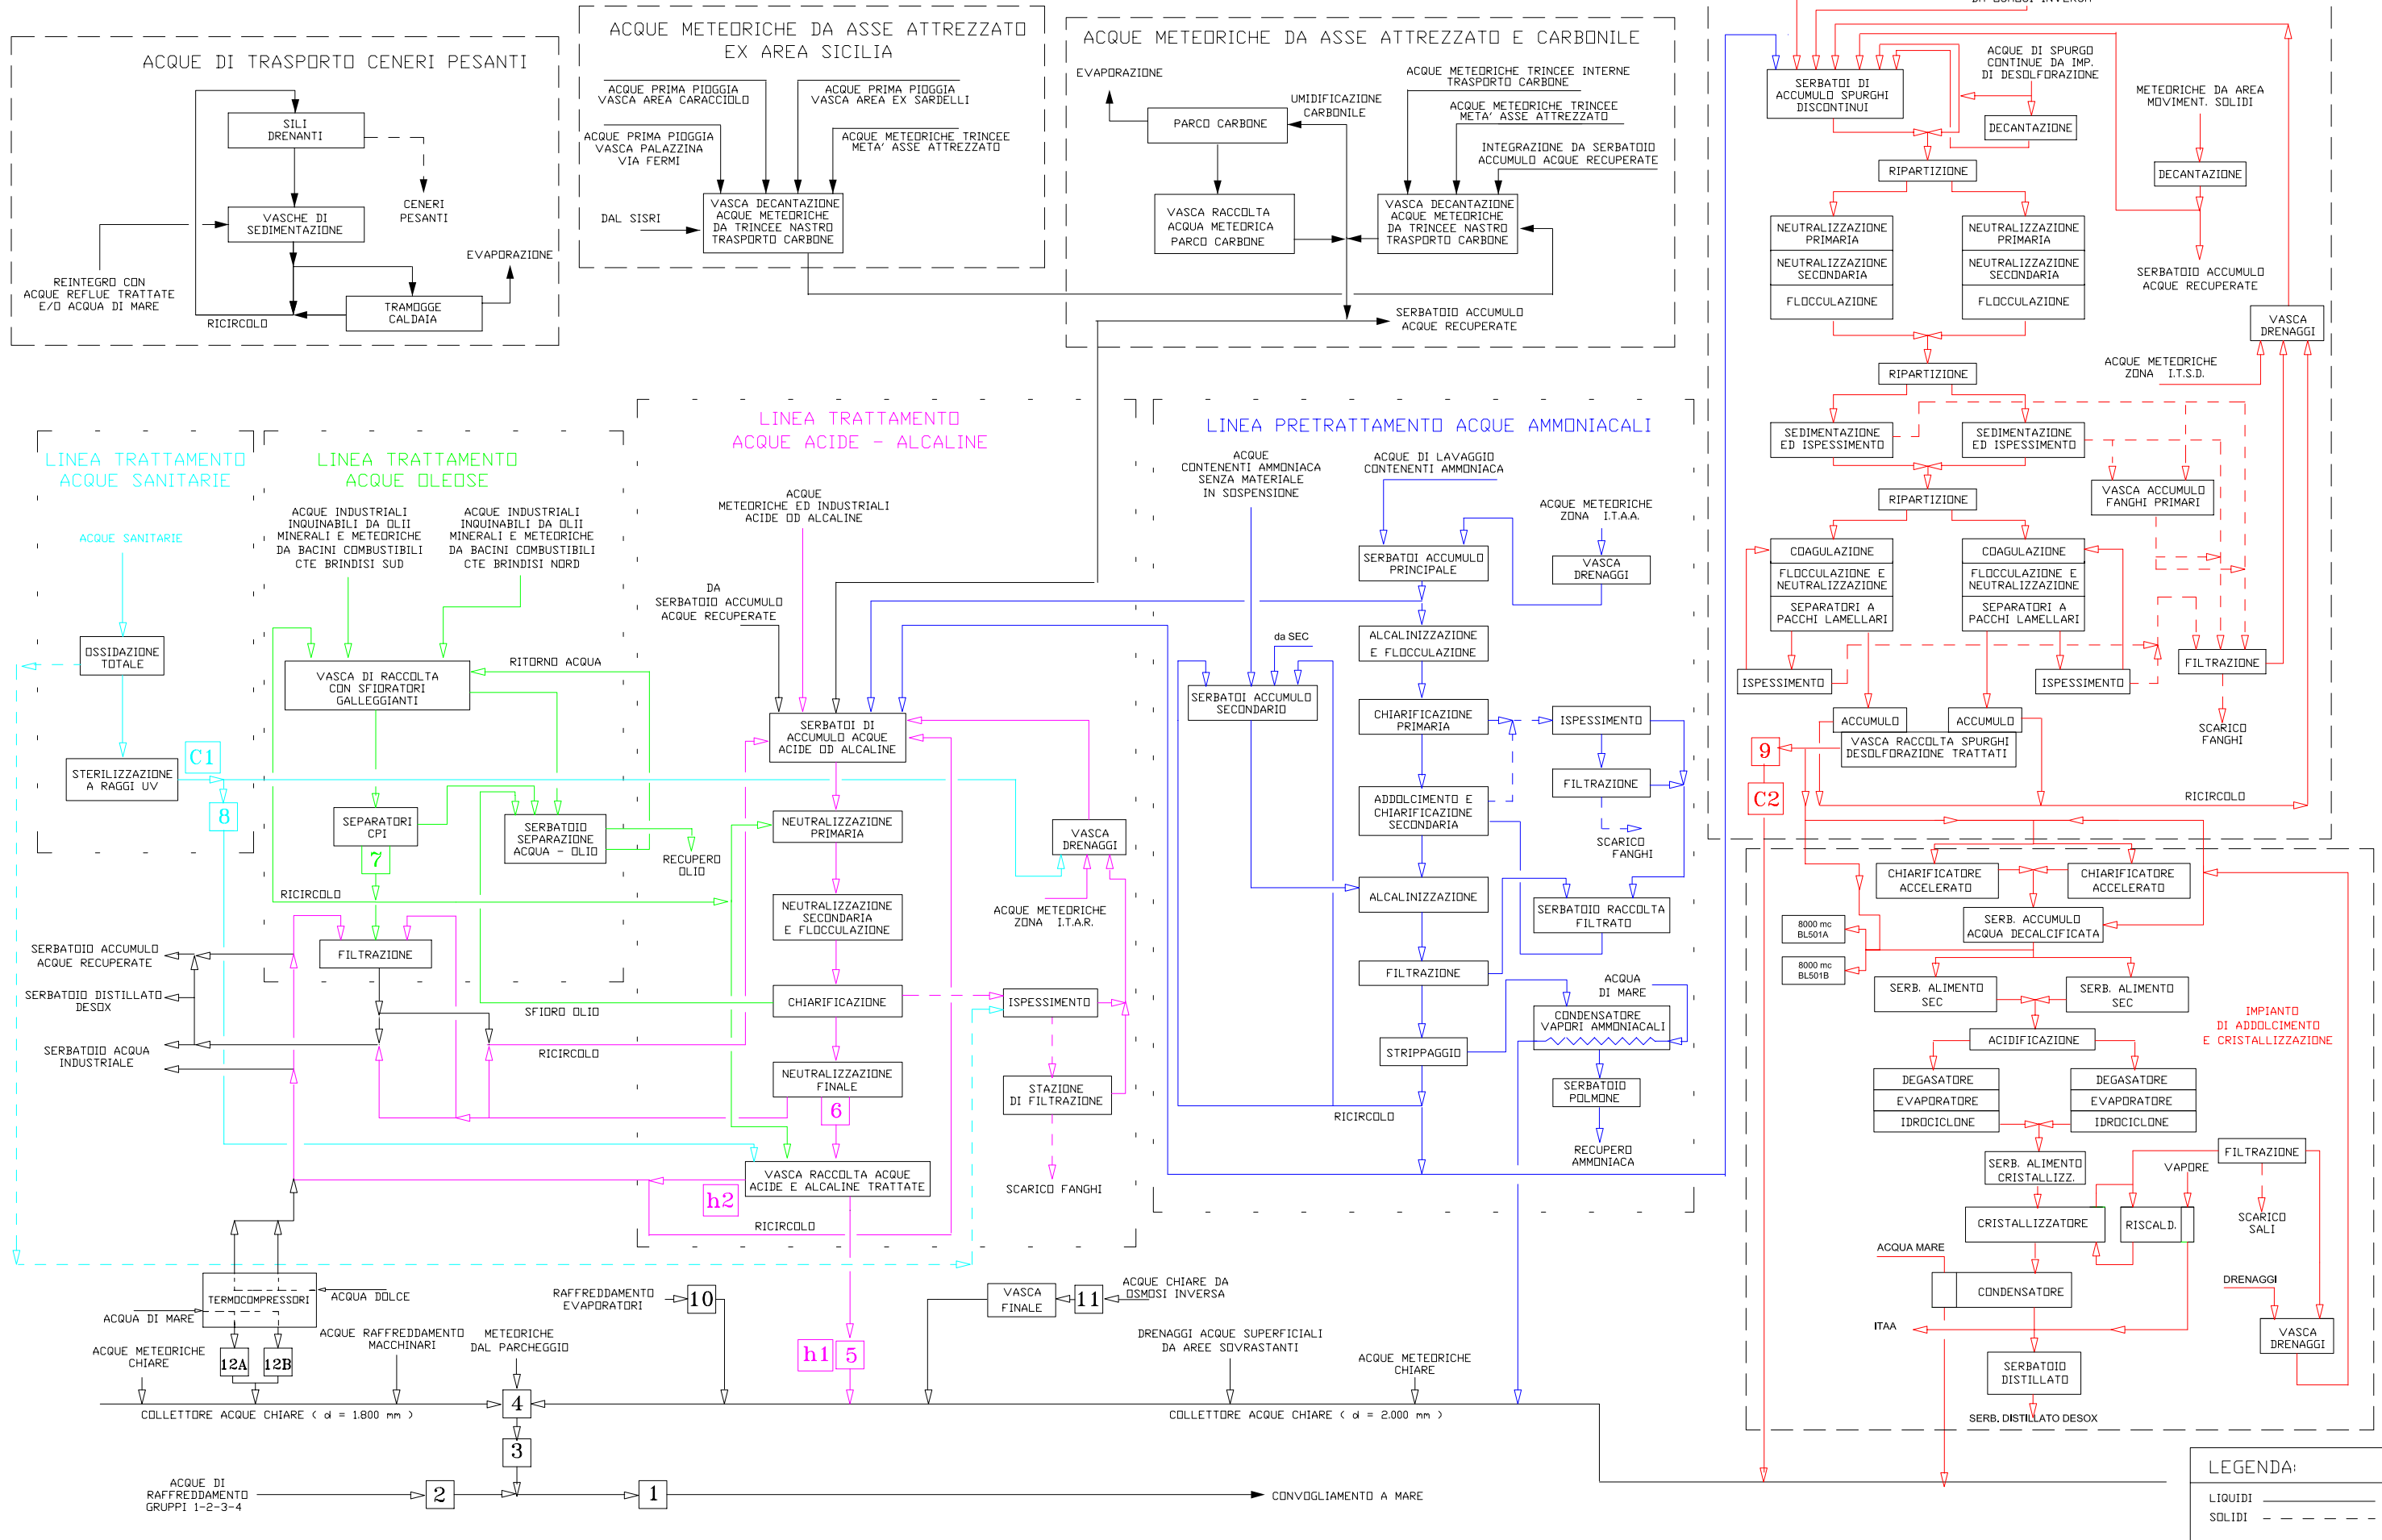 ACQUE DI TRASPORTO CENERI PESANTI
SILI
DRENANTI
CENERI
PESANTI
VASCHE DI
SEDIMENTAZIONE
EVAPORAZIONE
REINTEGRO CON
ACQUE REFLUE TRATTATE
E/O ACQUA DI MARE
TRAMOGGE
CALDAIA
RICIRCOLO
ACQUE METEORICHE DA ASSE ATTREZZATO
EX AREA SICILIA
ACQUE PRIMA PIOGGIA
VASCA AREA CARACCIOLO
ACQUE PRIMA PIOGGIA
VASCA AREA EX SARDELLI
ACQUE PRIMA PIOGGIA
VASCA PALAZZINA
VIA FERMI
ACQUE METEORICHE TRINCEE
META' ASSE ATTREZZATO
DAL SISRI
VASCA DECANTAZIONE
ACQUE METEORICHE
DA TRINCEE NASTRO
TRASPORTO CARBONE
ACQUE METEORICHE DA ASSE ATTREZZATO E CARBONILE
EVAPORAZIONE
ACQUE METEORICHE TRINCEE INTERNE
TRASPORTO CARBONE
UMIDIFICAZIONE
CARBONILE
ACQUE METEORICHE TRINCEE
META' ASSE ATTREZZATO
PARCO CARBONE
INTEGRAZIONE DA SERBATOIO
ACCUMULO ACQUE RECUPERATE
VASCA RACCOLTA
ACQUA METEORICA
PARCO CARBONE
VASCA DECANTAZIONE
ACQUE METEORICHE
DA TRINCEE NASTRO
TRASPORTO CARBONE
SERBATOIO ACCUMULO
ACQUE RECUPERATE
SERBATOI DI
ACCUMULO SPURGHI
DISCONTINUI
ACQUE DI SPURGO
CONTINUE DA IMP.
DI DESOLFORAZIONE
METEORICHE DA AREA
MOVIMENT. SOLIDI
DECANTAZIONE
DECANTAZIONE
RIPARTIZIONE
NEUTRALIZZAZIONE
PRIMARIA
NEUTRALIZZAZIONE
SECONDARIA
FLOCCULAZIONE
NEUTRALIZZAZIONE
PRIMARIA
NEUTRALIZZAZIONE
SECONDARIA
FLOCCULAZIONE
SERBATOIO ACCUMULO
ACQUE RECUPERATE
VASCA
DRENAGGI
ACQUE METEORICHE
ZONA I.T.S.D.
RIPARTIZIONE
SEDIMENTAZIONE
ED ISPESSIMENTO
SEDIMENTAZIONE
ED ISPESSIMENTO
VASCA ACCUMULO
FANGHI PRIMARI
RIPARTIZIONE
COAGULAZIONE
FLOCCULAZIONE E
NEUTRALIZZAZIONE
SEPARATORI A
PACCHI LAMELLARI
COAGULAZIONE
FLOCCULAZIONE E
NEUTRALIZZAZIONE
SEPARATORI A
PACCHI LAMELLARI
ISPESSIMENTO
ISPESSIMENTO
FILTRAZIONE
SCARICO
FANGHI
ACCUMULO
ACCUMULO
VASCA RACCOLTA SPURGHI
DESOLFORAZIONE TRATTATI
9
C2
RICIRCOLO
LINEA TRATTAMENTO
ACQUE SANITARIE
ACQUE SANITARIE
OSSIDAZIONE
TOTALE
STERILIZZAZIONE
A RAGGI UV
C1
8
LINEA TRATTAMENTO
ACQUE OLEOSE
ACQUE INDUSTRIALI
INQUINABILI DA OLII
MINERALI E METEORICHE
DA BACINI COMBUSTIBILI
CTE BRINDISI SUD
ACQUE INDUSTRIALI
INQUINABILI DA OLII
MINERALI E METEORICHE
DA BACINI COMBUSTIBILI
CTE BRINDISI NORD
VASCA DI RACCOLTA
CON SFIORATORI
GALLEGGIANTI
RITORNO ACQUA
SEPARATORI
CPI
7
SERBATOIO
SEPARAZIONE
ACQUA - OLIO
RECUPERO
OLIO
RICIRCOLO
FILTRAZIONE
SERBATOIO ACCUMULO
ACQUE RECUPERATE
SERBATOIO DISTILLATO
DESOX
SERBATOIO ACQUA
INDUSTRIALE
SFIORO OLIO
RICIRCOLO
LINEA TRATTAMENTO
ACQUE ACIDE - ALCALINE
ACQUE
METEORICHE ED INDUSTRIALI
ACIDE OD ALCALINE
DA
SERBATOIO ACCUMULO
ACQUE RECUPERATE
SERBATOI DI
ACCUMULO ACQUE
ACIDE OD ALCALINE
NEUTRALIZZAZIONE
PRIMARIA
NEUTRALIZZAZIONE
SECONDARIA
E FLOCCULAZIONE
CHIARIFICAZIONE
NEUTRALIZZAZIONE
FINALE
6
VASCA RACCOLTA ACQUE
ACIDE E ALCALINE TRATTATE
h2
RICIRCOLO
VASCA
DRENAGGI
ACQUE METEORICHE
ZONA I.T.A.R.
ISPESSIMENTO
STAZIONE
DI FILTRAZIONE
SCARICO FANGHI
LINEA PRETRATTAMENTO ACQUE AMMONIACALI
ACQUE
CONTENENTI AMMONIACA
SENZA MATERIALE
IN SOSPENSIONE
ACQUE DI LAVAGGIO
CONTENENTI AMMONIACA
ACQUE METEORICHE
ZONA I.T.A.A.
SERBATOI ACCUMULO
PRINCIPALE
VASCA
DRENAGGI
ALCALINIZZAZIONE
E FLOCCULAZIONE
da SEC
SERBATOI ACCUMULO
SECONDARIO
CHIARIFICAZIONE
PRIMARIA
ISPESSIMENTO
FILTRAZIONE
ADDOLCIMENTO E
CHIARIFICAZIONE
SECONDARIA
SCARICO
FANGHI
ALCALINIZZAZIONE
SERBATOIO RACCOLTA
FILTRATO
FILTRAZIONE
ACQUA
DI MARE
CONDENSATORE
VAPORI AMMONIACALI
STRIPPAGGIO
SERBATOIO
POLMONE
RICIRCOLO
RECUPERO
AMMONIACA
CHIARIFICATORE
ACCELERATO
CHIARIFICATORE
ACCELERATO
SERB. ACCUMULO
ACQUA DECALCIFICATA
8000 mc
BL501A
8000 mc
BL501B
SERB. ALIMENTO
SEC
SERB. ALIMENTO
SEC
IMPIANTO
DI ADDOLCIMENTO
E CRISTALLIZZAZIONE
ACIDIFICAZIONE
DEGASATORE
EVAPORATORE
IDROCICLONE
DEGASATORE
EVAPORATORE
IDROCICLONE
SERB. ALIMENTO
CRISTALLIZZ.
VAPORE
FILTRAZIONE
CRISTALLIZZATORE
RISCALD.
SCARICO
SALI
ACQUA MARE
CONDENSATORE
DRENAGGI
ITAA
VASCA
DRENAGGI
SERBATOIO
DISTILLATO
SERB. DISTILLATO DESOX
TERMOCOMPRESSORI
ACQUA DOLCE
ACQUA DI MARE
ACQUE METEORICHE
CHIARE
12A
12B
ACQUE RAFFREDDAMENTO
MACCHINARI
METEORICHE
DAL PARCHEGGIO
RAFFREDDAMENTO
EVAPORATORI
10
VASCA
FINALE
11
ACQUE CHIARE DA
OSMOSI INVERSA
h1
5
DRENAGGI ACQUE SUPERFICIALI
DA AREE SOVRASTANTI
ACQUE METEORICHE
CHIARE
4
COLLETTORE ACQUE CHIARE ( d = 1.800 mm )
COLLETTORE ACQUE CHIARE ( d = 2.000 mm )
3
ACQUE DI
RAFFREDDAMENTO
GRUPPI 1-2-3-4
2
1
CONVOGLIAMENTO A MARE
LEGENDA:
LIQUIDI
SOLIDI